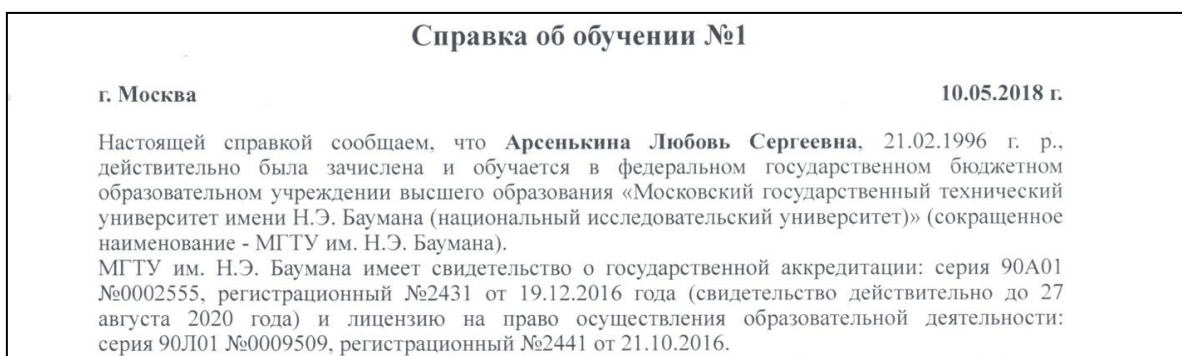 Справка об обучении №1
г. Москва 10.05.2018 г.
Настоящей справкой сообщаем, что Арсенькина Любовь Сергеевна, 21.02.1996 г. р.,
действительно была зачислена и обучается в федеральном государственном бюджетном
образовательном учреждении высшего образования «Московский государственный технический
университет имени Н.Э. Баумана (национальный исследовательский университет)» (сокращенное
наименование - МГТУ им. Н.Э. Баумана).
МГТУ им. Н.Э. Баумана имеет свидетельство о государственной аккредитации: серия 90А01
№0002555, регистрационный №2431 от 19.12.2016 года (свидетельство действительно до 27
августа 2020 года) и лицензию на право осуществления образовательной деятельности:
серия 90Л01 №0009509, регистрационный №2441 от 21.10.2016.